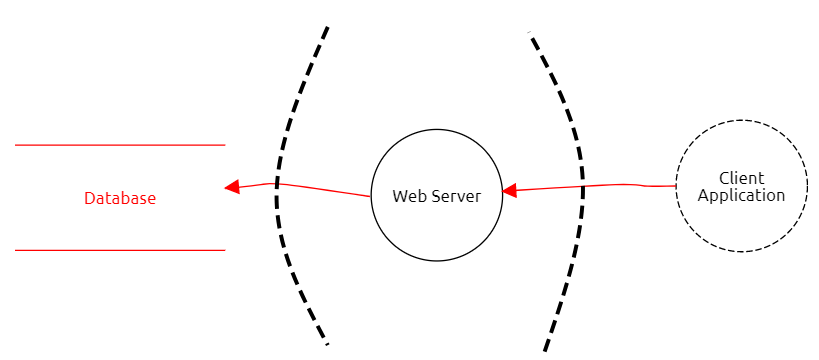 Database
Web Server
Client
Application